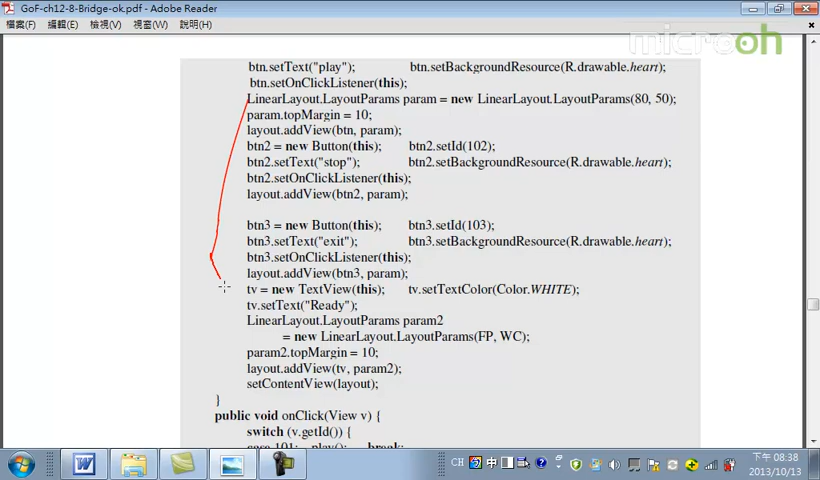 GoF-ch12-8-Bridge-ok.pdf - Adobe Reader
檔案(F) 編輯(E) 檢視(V) 視窗(W) 說明(H)
microoh
btn.setText("play"); btn.setBackgroundResource(R.drawable.heart);
btn.setOnClickListener(this);
LinearLayout.LayoutParams param = new LinearLayout.LayoutParams(80, 50);
param.topMargin = 10;
layout.addView(btn, param);
btn2 = new Button(this); btn2.setId(102);
btn2.setText("stop"); btn2.setBackgroundResource(R.drawable.heart);
btn2.setOnClickListener(this);
layout.addView(btn2, param);
btn3 = new Button(this); btn3.setId(103);
btn3.setText("exit"); btn3.setBackgroundResource(R.drawable.heart);
btn3.setOnClickListener(this);
layout.addView(btn3, param);
tv = new TextView(this); tv.setTextColor(Color.WHITE);
tv.setText("Ready");
LinearLayout.LayoutParams param2
= new LinearLayout.LayoutParams(FP, WC);
param2.topMargin = 10;
layout.addView(tv, param2);
setContentView(layout);
}
public void onClick(View v) {
switch (v.getId()) {
case 101: play(); break;
CH 中
下午 08:38
2013/10/13